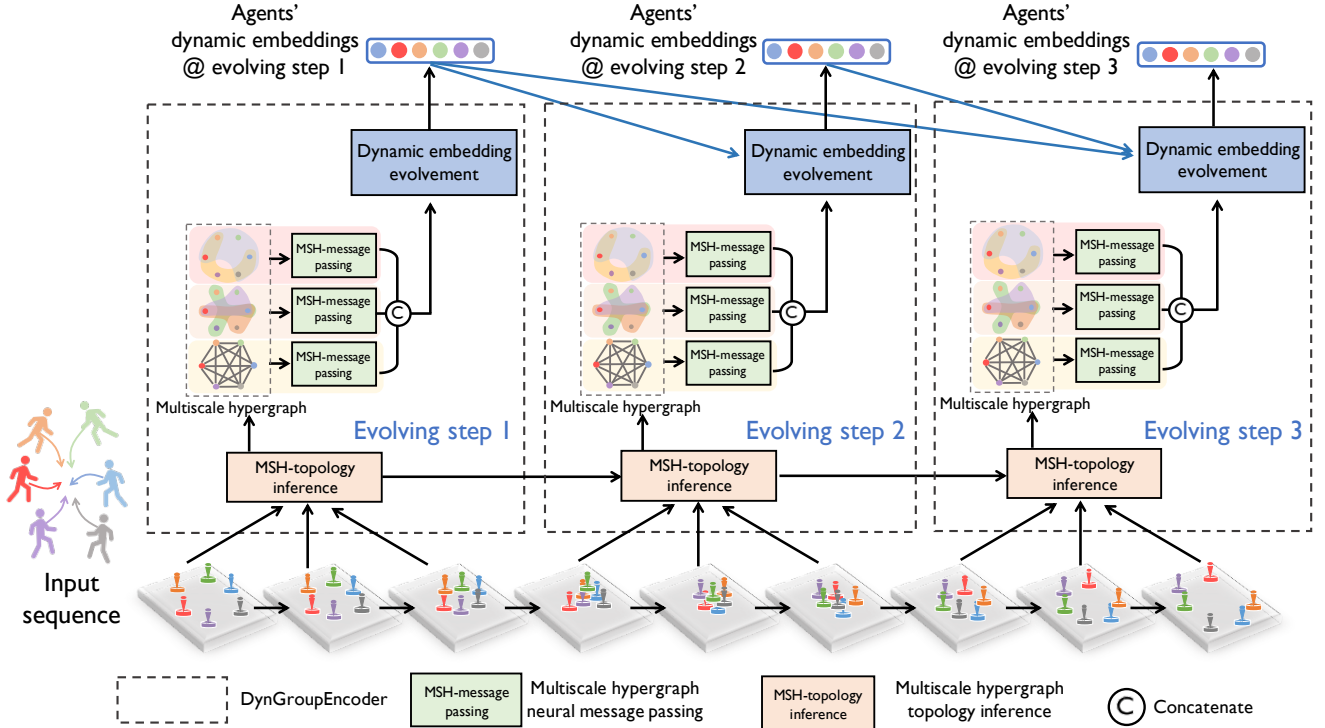 Agents'
dynamic embeddings
@ evolving step 1
Agents'
dynamic embeddings
@ evolving step 2
Agents'
dynamic embeddings
@ evolving step 3
Dynamic embedding
evolvement
Dynamic embedding
evolvement
Dynamic embedding
evolvement
MSH-message
passing
MSH-message
passing
MSH-message
passing
C
Multiscale hypergraph
Evolving step 1
MSH-topology
inference
MSH-message
passing
MSH-message
passing
MSH-message
passing
C
Multiscale hypergraph
Evolving step 2
MSH-topology
inference
MSH-message
passing
MSH-message
passing
MSH-message
passing
C
Multiscale hypergraph
Evolving step 3
MSH-topology
inference
Input
sequence
DynGroupEncoder
MSH-message
passing
Multiscale hypergraph
neural message passing
MSH-topology
inference
Multiscale hypergraph
topology inference
C
Concatenate